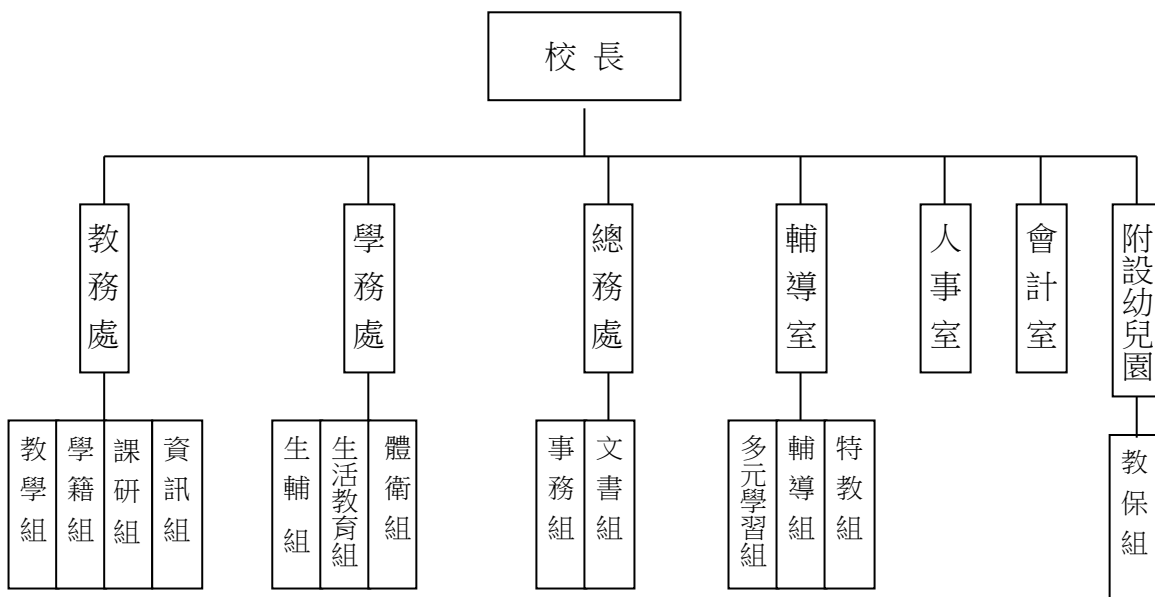 校 長
教務處
學務處
總務處
輔導室
人事室
會計室
附設幼兒園
教學組
學籍組
課研組
資訊組
生輔組
生活教育組
體衛組
事務組
文書組
多元學習組
輔導組
特教組
教保組